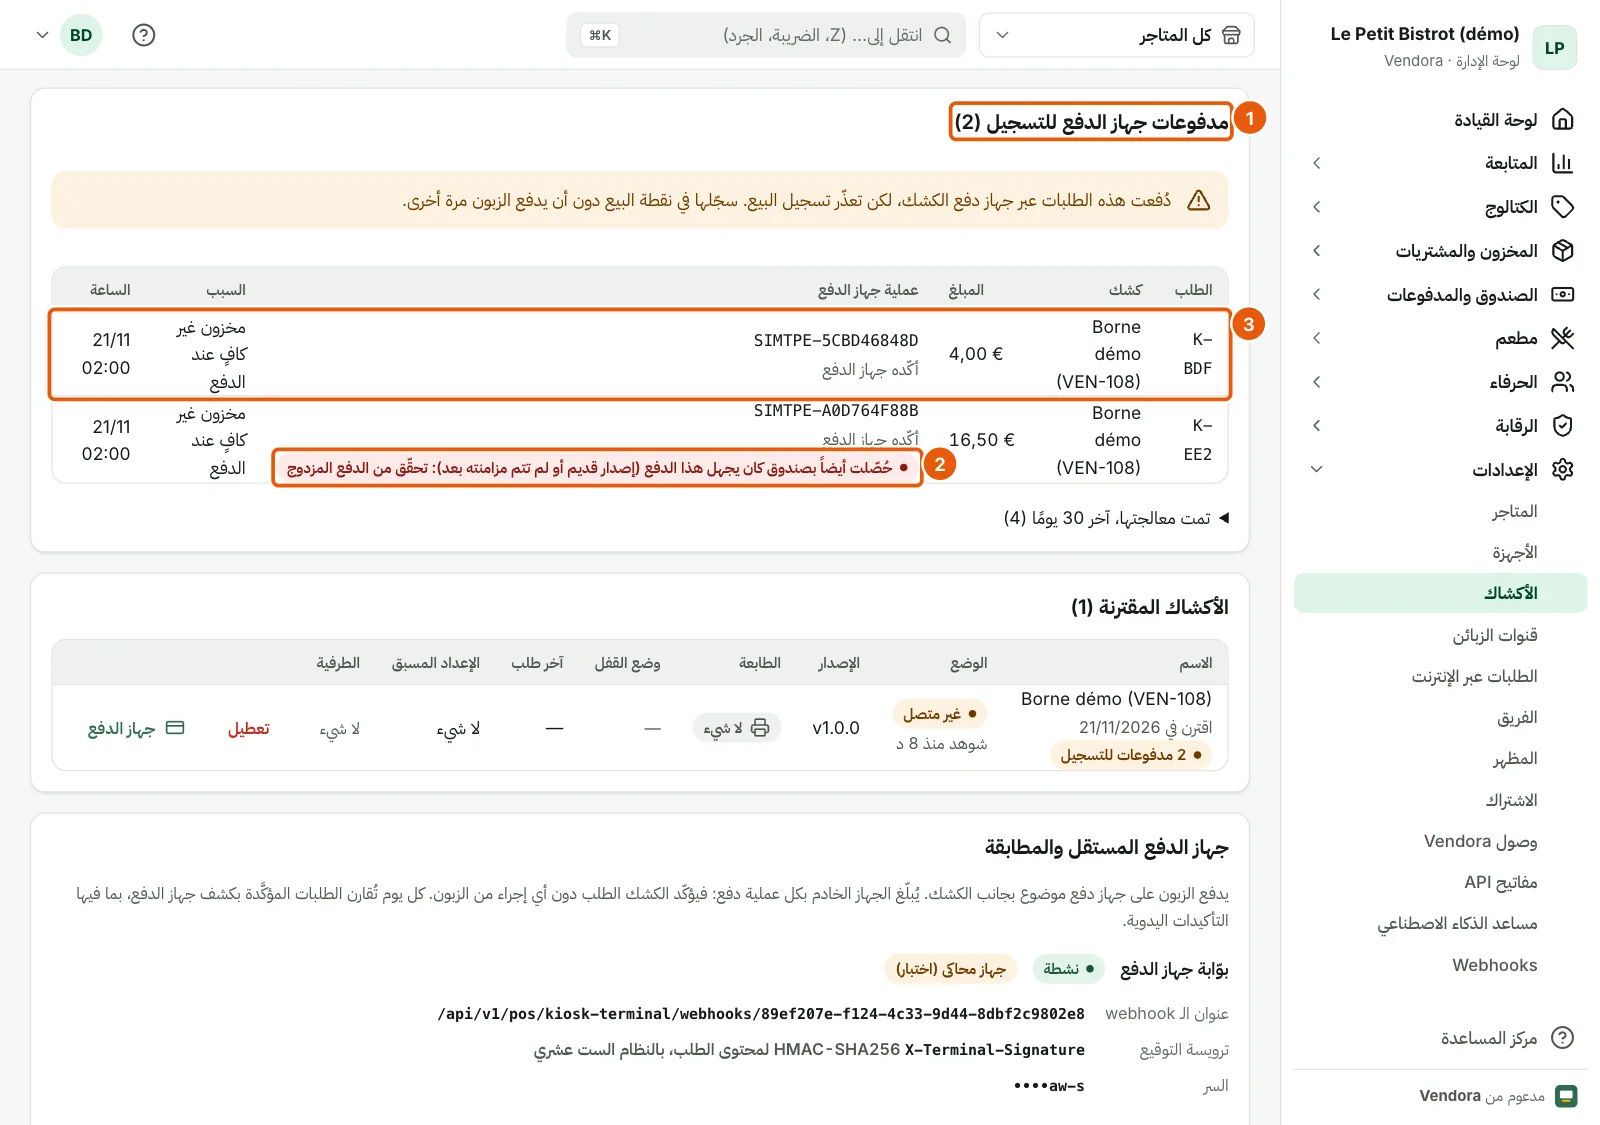 LP
Le Petit Bistrot (démo)
لوحة الإدارة · Vendora
كل المتاجر
انتقل إلى... (Z، الضريبة، الجرد)
⌘K
BD
لوحة القيادة
المتابعة
الكتالوج
المخزون والمشتريات
الصندوق والمدفوعات
مطعم
الحرفاء
الرقابة
الإعدادات
المتاجر
الأجهزة
الأكشاك
قنوات الزبائن
الطلبات عبر الإنترنت
الفريق
المظهر
الاشتراك
وصول Vendora
مفاتيح API
مساعد الذكاء الاصطناعي
Webhooks
مركز المساعدة
مدعوم من Vendora
1
مدفوعات جهاز الدفع للتسجيل (2)
دُفعت هذه الطلبات عبر جهاز دفع الكشك، لكن تعذّر تسجيل البيع. سجّلها في نقطة البيع دون أن يدفع الزبون مرة أخرى.
الطلب كشك المبلغ عملية جهاز الدفع السبب الساعة
3
K-BDF
Borne démo (VEN-108)
4,00 €
SIMTPE-5CBD46848D
أكّده جهاز الدفع
مخزون غير كافٍ عند الدفع
21/11 02:00
K-EE2
Borne démo (VEN-108)
16,50 €
SIMTPE-A0D764F88B
أكّده جهاز الدفع
2
حُصّلت أيضاً بصندوق كان يجهل هذا الدفع (إصدار قديم أو لم تتم مزامنته بعد): تحقّق من الدفع المزدوج
مخزون غير كافٍ عند الدفع
21/11 02:00
تمت معالجتها، آخر 30 يومًا (4)
الأكشاك المقترنة (1)
الاسم الوضع الإصدار الطابعة وضع القفل آخر طلب الإعداد المسبق الطرفية
Borne démo (VEN-108)
اقترن في 21/11/2026
2 مدفوعات للتسجيل
غير متصل
شوهد منذ 8 د
v1.0.0
لا شيء
—
—
لا شيء
لا شيء
تعطيل
جهاز الدفع
جهاز الدفع المستقل والمطابقة
يدفع الزبون على جهاز دفع موضوع بجانب الكشك. يُبلّغ الجهاز الخادم بكل عملية دفع: فيؤكّد الكشك الطلب دون أي إجراء من الزبون. كل يوم تُقارن الطلبات المؤكَّدة بكشف جهاز الدفع، بما فيها
التأكيدات اليدوية.
بوّابة جهاز الدفع
نشطة
جهاز محاكى (اختبار)
عنوان الـ webhook
/api/v1/pos/kiosk-terminal/webhooks/89ef207e-f124-4c33-9d44-8dbf2c9802e8
ترويسة التوقيع
X-Terminal-Signature HMAC-SHA256 لمحتوى الطلب، بالنظام الست عشري
السر
••••aw-s